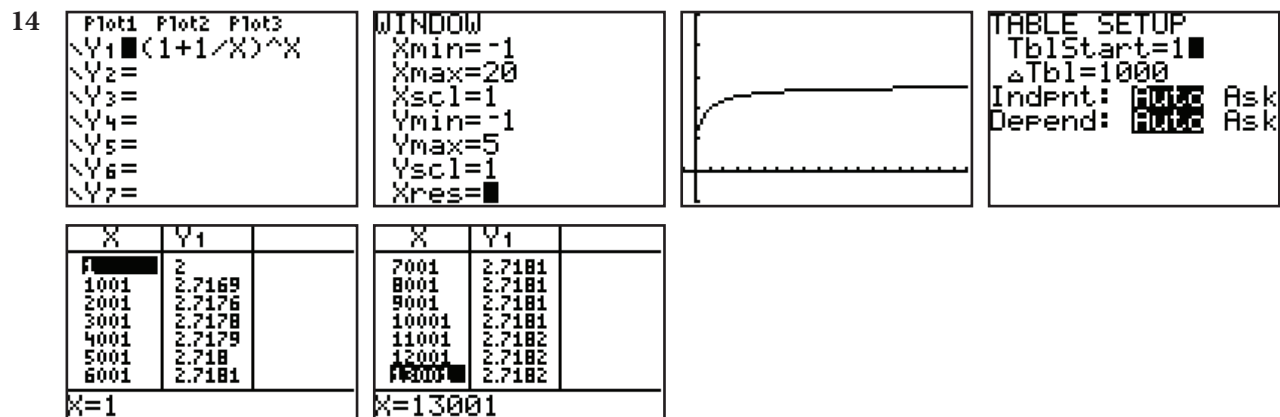 14
Plot1 Plot2 Plot3
\Y1■(1+1/X)^X
\Y2=
\Y3=
\Y4=
\Y5=
\Y6=
\Y7=
WINDOW
Xmin=-1
Xmax=20
Xscl=1
Ymin=-1
Ymax=5
Yscl=1
Xres=■
TABLE SETUP
TblStart=1■
△Tbl=1000
Indpnt: Auto Ask
Depend: Auto Ask
X Y1
1 2
1001 2.7169
2001 2.7176
3001 2.7178
4001 2.7179
5001 2.718
6001 2.7181
X=1
X Y1
7001 2.7181
8001 2.7181
9001 2.7181
10001 2.7181
11001 2.7182
12001 2.7182
13001 2.7182
X=13001